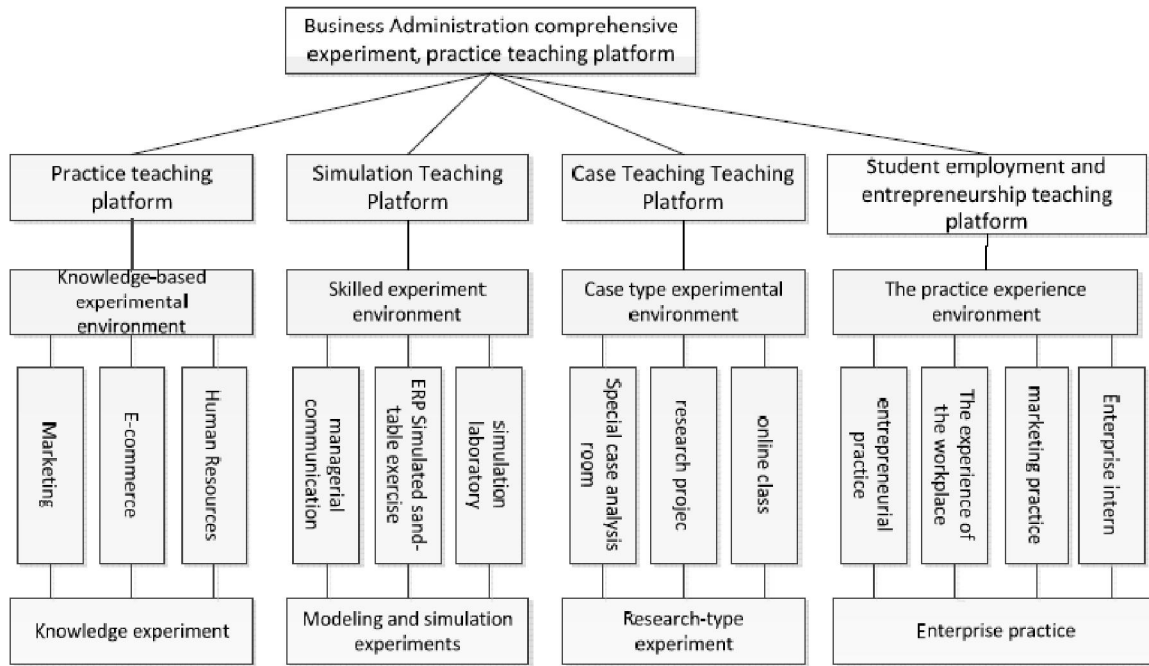 Business Administration comprehensive
experiment, practice teaching platform
Practice teaching
platform
Simulation Teaching
Platform
Case Teaching Teaching
Platform
Student employment and
entrepreneurship teaching
platform
Knowledge-based
experimental
environment
Skilled experiment
environment
Case type experimental
environment
The practice experience
environment
Marketing
E-commerce
Human Resources
managerial
communication
ERP Simulated sand-
table exercise
simulation
laboratory
Special case analysis
room
research projec
online class
entrepreneurial
practice
The experience of
the workplace
marketing practice
Enterprise intern
Knowledge experiment
Modeling and simulation
experiments
Research-type
experiment
Enterprise practice